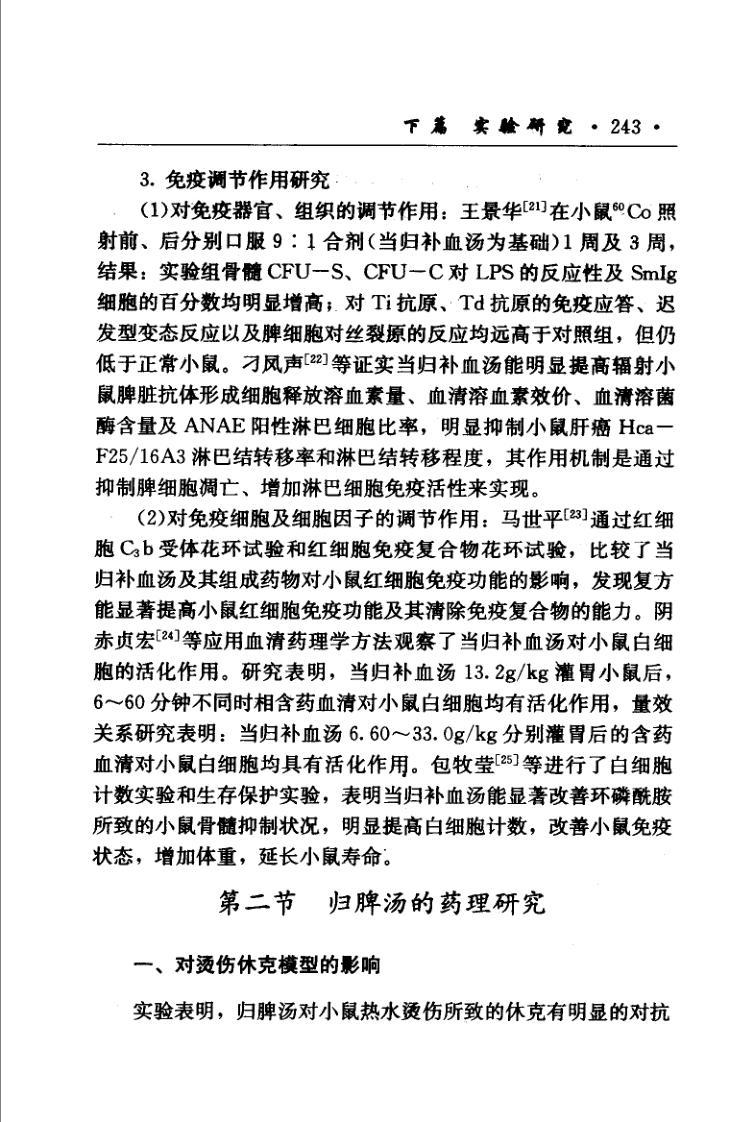 下篇 实验研究 · 243 ·
3. 免疫调节作用研究
(1)对免疫器官、组织的调节作用：王景华[21]在小鼠⁶⁰Co 照
射前、后分别口服 9∶1 合剂(当归补血汤为基础)1 周及 3 周，
结果：实验组骨髓 CFU－S、CFU－C 对 LPS 的反应性及 SmIg
细胞的百分数均明显增高；对 Ti 抗原、Td 抗原的免疫应答、迟
发型变态反应以及脾细胞对丝裂原的反应均远高于对照组，但仍
低于正常小鼠。刁风声[22]等证实当归补血汤能明显提高辐射小
鼠脾脏抗体形成细胞释放溶血素量、血清溶血素效价、血清溶菌
酶含量及 ANAE 阳性淋巴细胞比率，明显抑制小鼠肝癌 Hca－
F25/16A3 淋巴结转移率和淋巴结转移程度，其作用机制是通过
抑制脾细胞凋亡、增加淋巴细胞免疫活性来实现。
(2)对免疫细胞及细胞因子的调节作用：马世平[23]通过红细
胞 C₃b 受体花环试验和红细胞免疫复合物花环试验，比较了当
归补血汤及其组成药物对小鼠红细胞免疫功能的影响，发现复方
能显著提高小鼠红细胞免疫功能及其清除免疫复合物的能力。阴
赤贞宏[24]等应用血清药理学方法观察了当归补血汤对小鼠白细
胞的活化作用。研究表明，当归补血汤 13.2g/kg 灌胃小鼠后，
6～60 分钟不同时相含药血清对小鼠白细胞均有活化作用，量效
关系研究表明：当归补血汤 6.60～33.0g/kg 分别灌胃后的含药
血清对小鼠白细胞均具有活化作用。包牧莹[25]等进行了白细胞
计数实验和生存保护实验，表明当归补血汤能显著改善环磷酰胺
所致的小鼠骨髓抑制状况，明显提高白细胞计数，改善小鼠免疫
状态，增加体重，延长小鼠寿命。
第二节 归脾汤的药理研究
一、对烫伤休克模型的影响
实验表明，归脾汤对小鼠热水烫伤所致的休克有明显的对抗